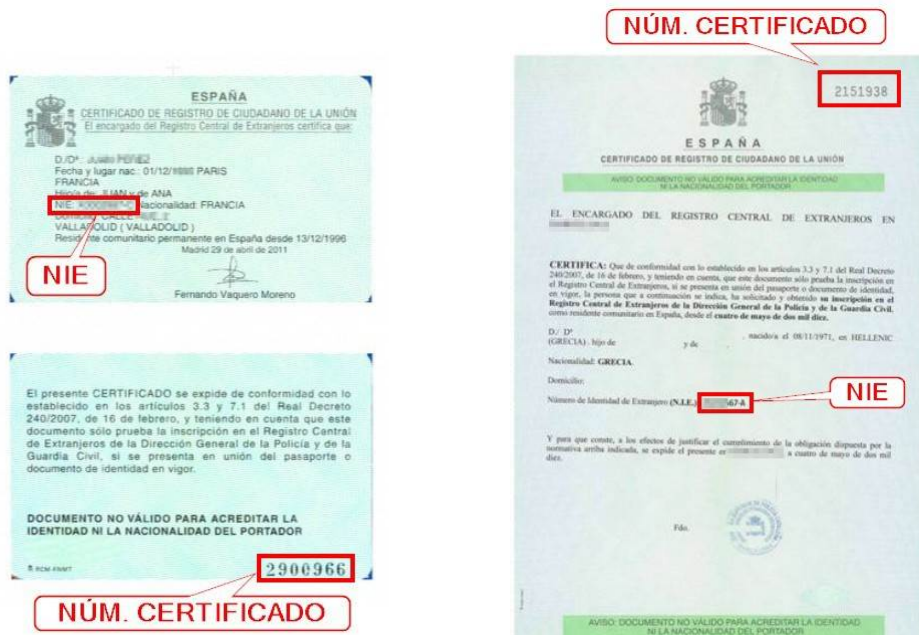 ESPAÑA
CERTIFICADO DE REGISTRO DE CIUDADANO DE LA UNIÓN
El encargado del Registro Central de Extranjeros certifica que:
D./Dª.:
Fecha y lugar nac.: 01/12/ PARIS
FRANCIA
Hijo/a de: JUAN y de ANA
NIE: Nacionalidad: FRANCIA
Domicilio: CALLE
VALLADOLID ( VALLADOLID )
Residente comunitario permanente en España desde 13/12/1996
Madrid 29 de abril de 2011
NIE
Fernando Vaquero Moreno
El presente CERTIFICADO se expide de conformidad con lo
establecido en los artículos 3.3 y 7.1 del Real Decreto
240/2007, de 16 de febrero, y teniendo en cuenta que este
documento sólo prueba la inscripción en el Registro Central
de Extranjeros de la Dirección General de la Policía y de la
Guardia Civil, si se presenta en unión del pasaporte o
documento de identidad en vigor.
DOCUMENTO NO VÁLIDO PARA ACREDITAR LA
IDENTIDAD NI LA NACIONALIDAD DEL PORTADOR
2900966
NÚM. CERTIFICADO
NÚM. CERTIFICADO
2151938
ESPAÑA
CERTIFICADO DE REGISTRO DE CIUDADANO DE LA UNIÓN
AVISO: DOCUMENTO NO VÁLIDO PARA ACREDITAR LA IDENTIDAD
NI LA NACIONALIDAD DEL PORTADOR
EL ENCARGADO DEL REGISTRO CENTRAL DE EXTRANJEROS EN
CERTIFICA: Que de conformidad con lo establecido en los artículos 3.3 y 7.1 del Real Decreto
240/2007, de 16 de febrero, y teniendo en cuenta, que este documento sólo prueba la inscripción en
el Registro Central de Extranjeros, si se presenta en unión del pasaporte o documento de identidad,
en vigor, la persona que a continuación se indica, ha solicitado y obtenido su inscripción en el
Registro Central de Extranjeros de la Dirección General de la Policía y de la Guardia Civil,
como residente comunitario en España, desde el cuatro de mayo de dos mil diez.
D./ Dª , nacido/a el 08/11/1971, en HELLENIC
(GRECIA) , hijo de y de
Nacionalidad: GRECIA.
Domicilio:
Número de Identidad de Extranjero (N.I.E.) 67-A
NIE
Y para que conste, a los efectos de justificar el cumplimiento de la obligación dispuesta por la
normativa arriba indicada, se expide el presente en a cuatro de mayo de dos mil
diez.
Fdo.
AVISO: DOCUMENTO NO VÁLIDO PARA ACREDITAR LA IDENTIDAD
NI LA NACIONALIDAD DEL PORTADOR